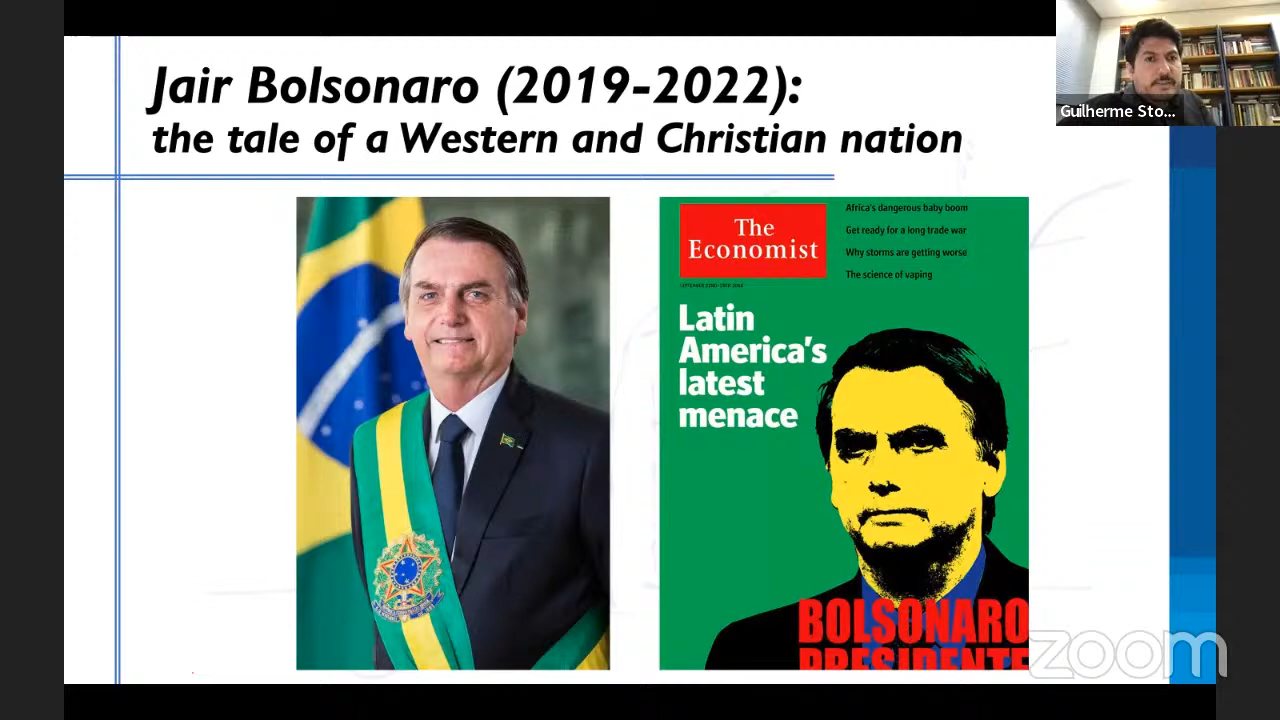 Jair Bolsonaro (2019-2022):
the tale of a Western and Christian nation
Guilherme Sto...
The
Economist
Africa's dangerous baby boom
Get ready for a long trade war
Why storms are getting worse
The science of vaping
Latin
America's
latest
menace
BOLSONARO
PRESIDENTE
zoom